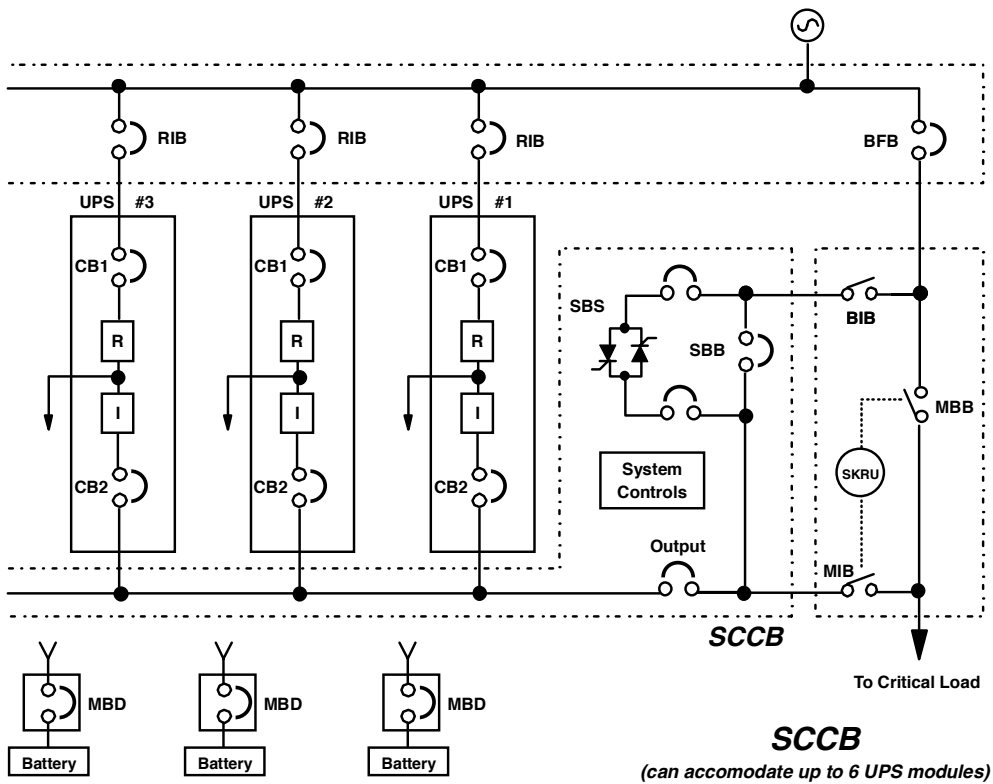 RIB
RIB
RIB
BFB
UPS #3
UPS #2
UPS #1
CB1
CB1
CB1
SBS
SBB
BIB
R
R
R
MBB
I
I
I
System
Controls
SKRU
CB2
CB2
CB2
Output
MIB
SCCB
MBD
MBD
MBD
To Critical Load
Battery
Battery
Battery
SCCB
(can accomodate up to 6 UPS modules)